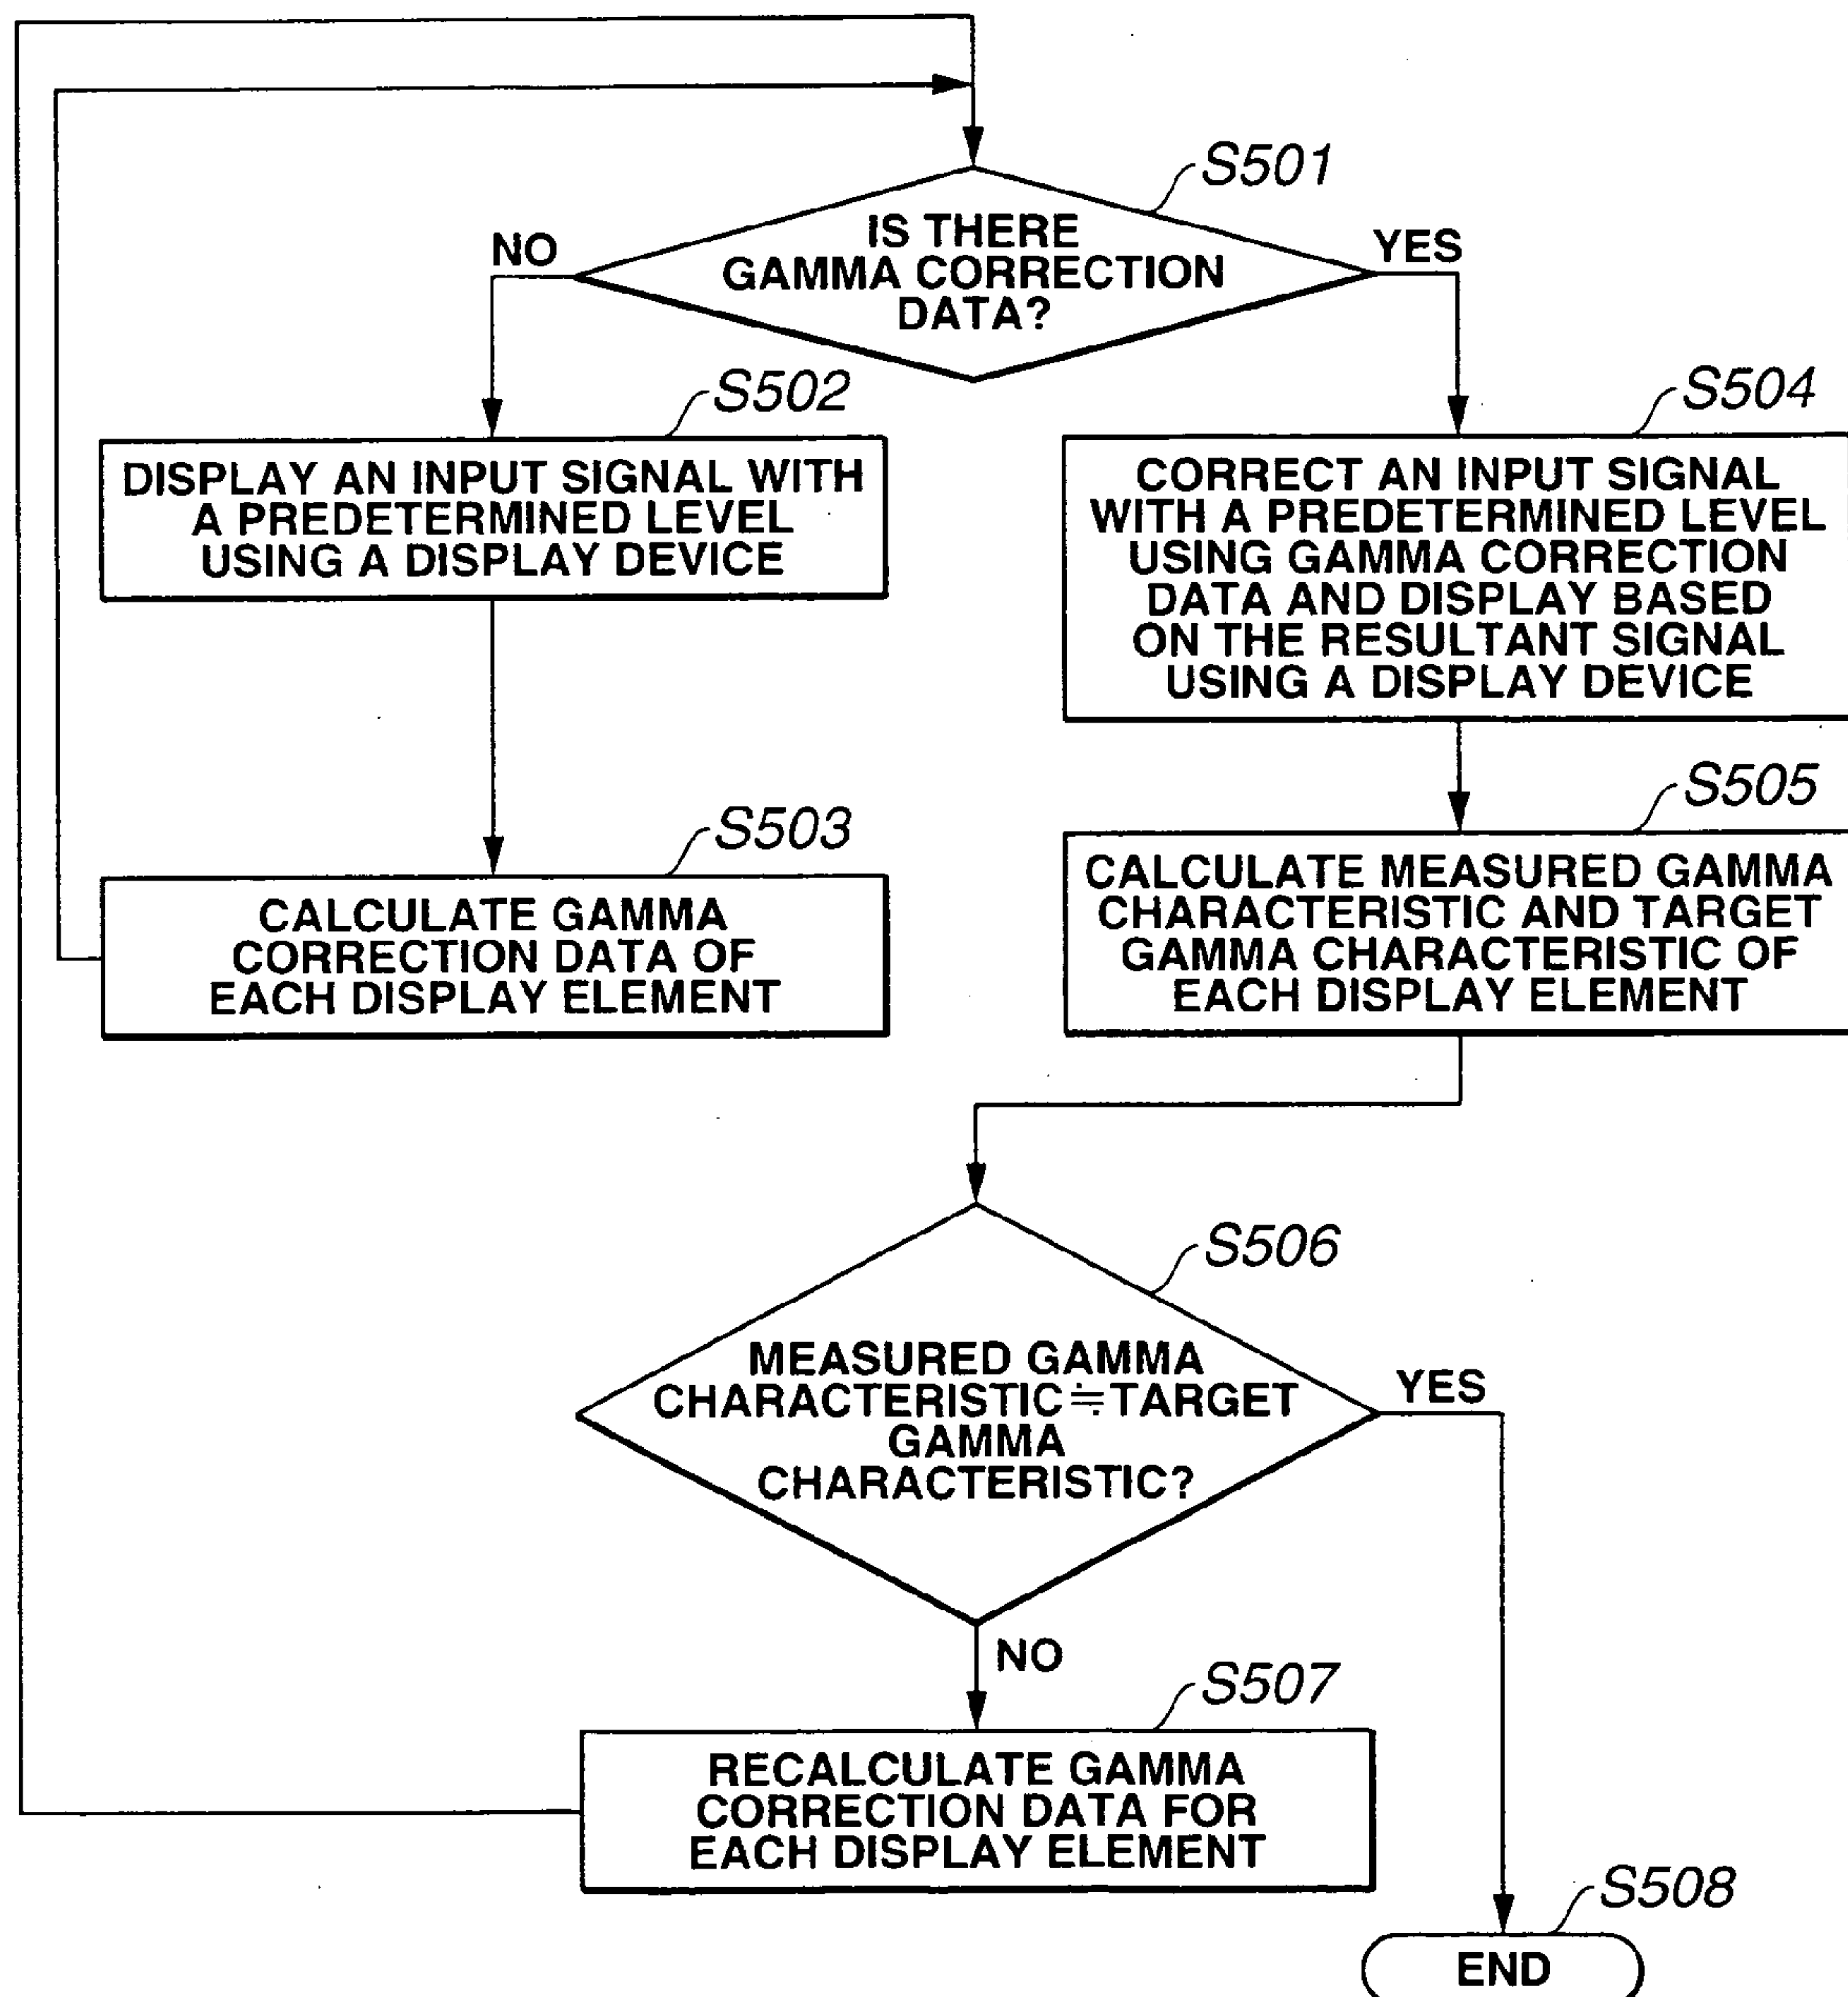 S501
IS THERE
GAMMA CORRECTION
DATA?
NO
YES
S502
DISPLAY AN INPUT SIGNAL WITH
A PREDETERMINED LEVEL
USING A DISPLAY DEVICE
S504
CORRECT AN INPUT SIGNAL
WITH A PREDETERMINED LEVEL
USING GAMMA CORRECTION
DATA AND DISPLAY BASED
ON THE RESULTANT SIGNAL
USING A DISPLAY DEVICE
S503
CALCULATE GAMMA
CORRECTION DATA OF
EACH DISPLAY ELEMENT
S505
CALCULATE MEASURED GAMMA
CHARACTERISTIC AND TARGET
GAMMA CHARACTERISTIC OF
EACH DISPLAY ELEMENT
S506
MEASURED GAMMA
CHARACTERISTIC≒TARGET
GAMMA
CHARACTERISTIC?
YES
NO
S507
RECALCULATE GAMMA
CORRECTION DATA FOR
EACH DISPLAY ELEMENT
S508
END